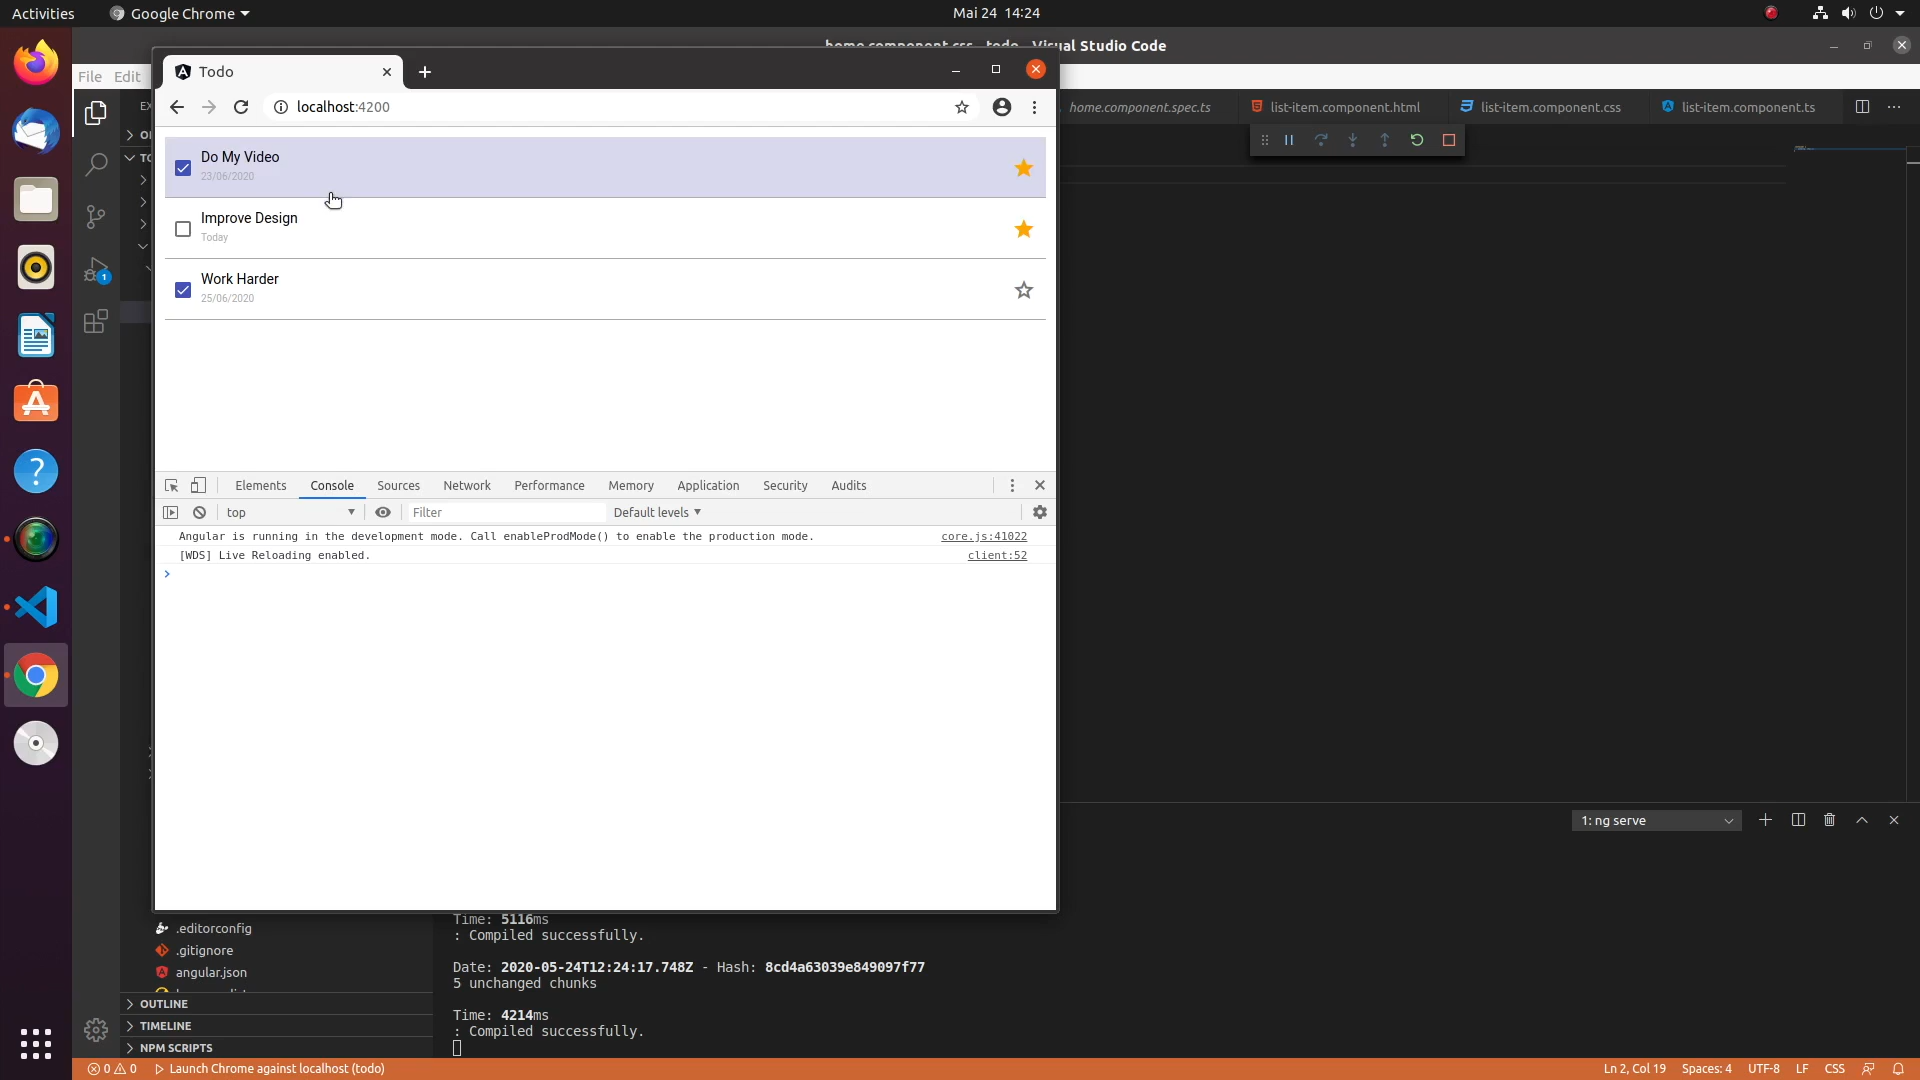 Activities
Google Chrome
Mai 24 14:24
Visual Studio Code
File Edit
Todo
localhost:4200
home.component.spec.ts
list-item.component.html
list-item.component.css
list-item.component.ts
Do My Video
23/06/2020
Improve Design
Today
Work Harder
25/06/2020
Elements Console Sources Network Performance Memory Application Security Audits
top
Filter
Default levels
Angular is running in the development mode. Call enableProdMode() to enable the production mode. core.js:41022
[WDS] Live Reloading enabled. client:52
>
1
1: ng serve
Time: 5116ms
: Compiled successfully.
Date: 2020-05-24T12:24:17.748Z - Hash: 8cd4a63039e849097f77
5 unchanged chunks
Time: 4214ms
: Compiled successfully.
.editorconfig
.gitignore
angular.json
OUTLINE
TIMELINE
NPM SCRIPTS
0 0 Launch Chrome against localhost (todo)
Ln 2, Col 19 Spaces: 4 UTF-8 LF CSS